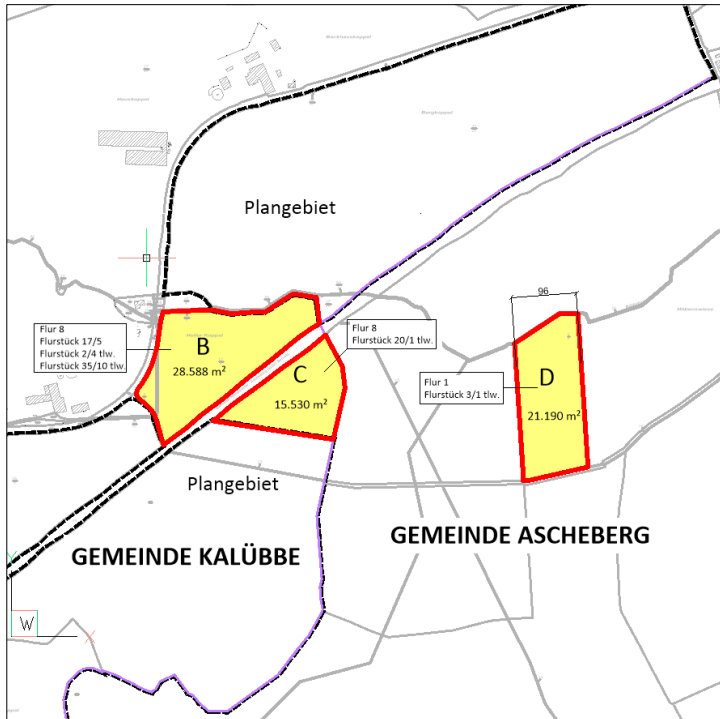 Plangebiet
96
Flur 8
Flurstück 17/5
Flurstück 2/4 tlw.
Flurstück 35/10 tlw.
B
28.588 m²
Flur 8
Flurstück 20/1 tlw.
C
15.530 m²
Flur 1
Flurstück 3/1 tlw.
D
21.190 m²
Plangebiet
GEMEINDE KALÜBBE
GEMEINDE ASCHEBERG
W
X